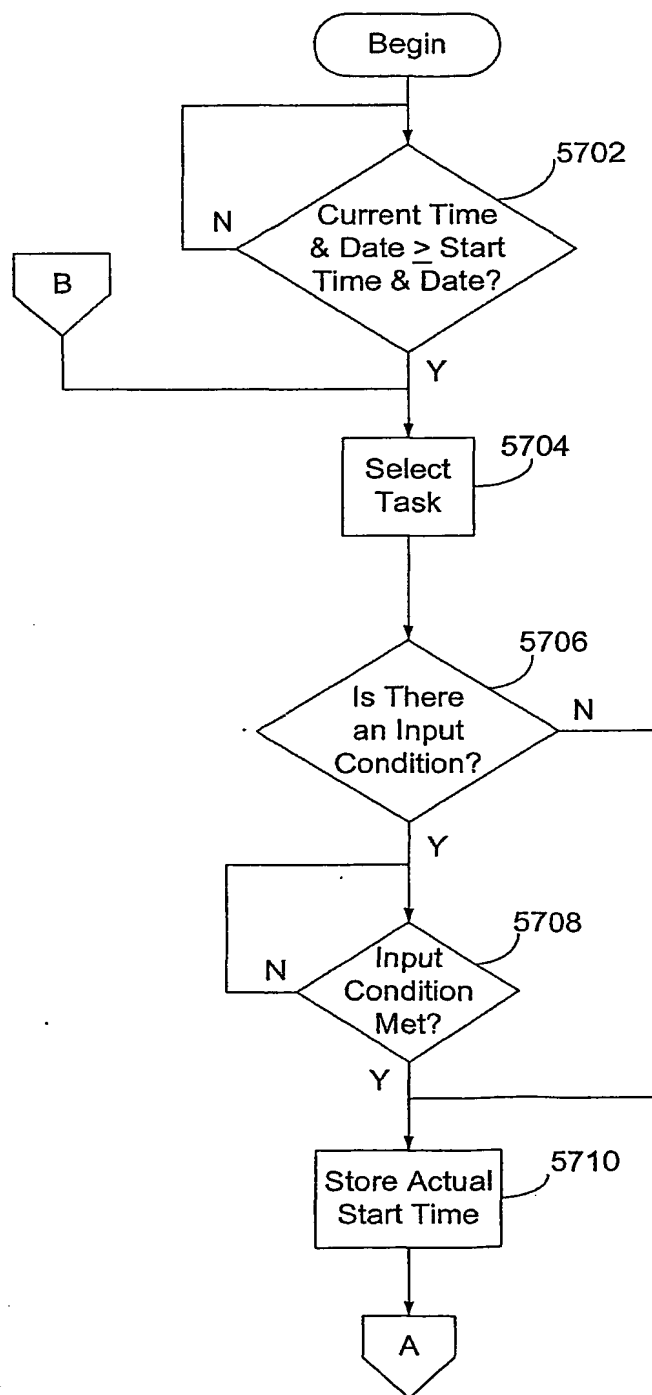 Begin
5702
N
Current Time
& Date ≥ Start
Time & Date?
B
Y
5704
Select
Task
5706
Is There
an Input
Condition?
N
Y
5708
N
Input
Condition
Met?
Y
5710
Store Actual
Start Time
A